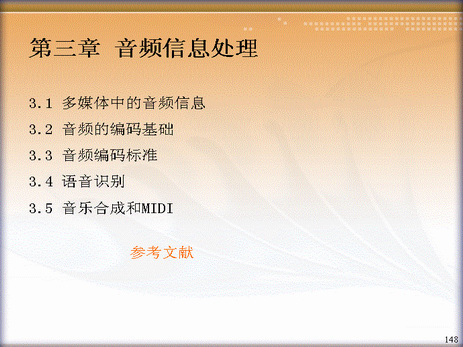 第三章 音频信息处理
3.1 多媒体中的音频信息
3.2 音频的编码基础
3.3 音频编码标准
3.4 语音识别
3.5 音乐合成和MIDI
参考文献
148